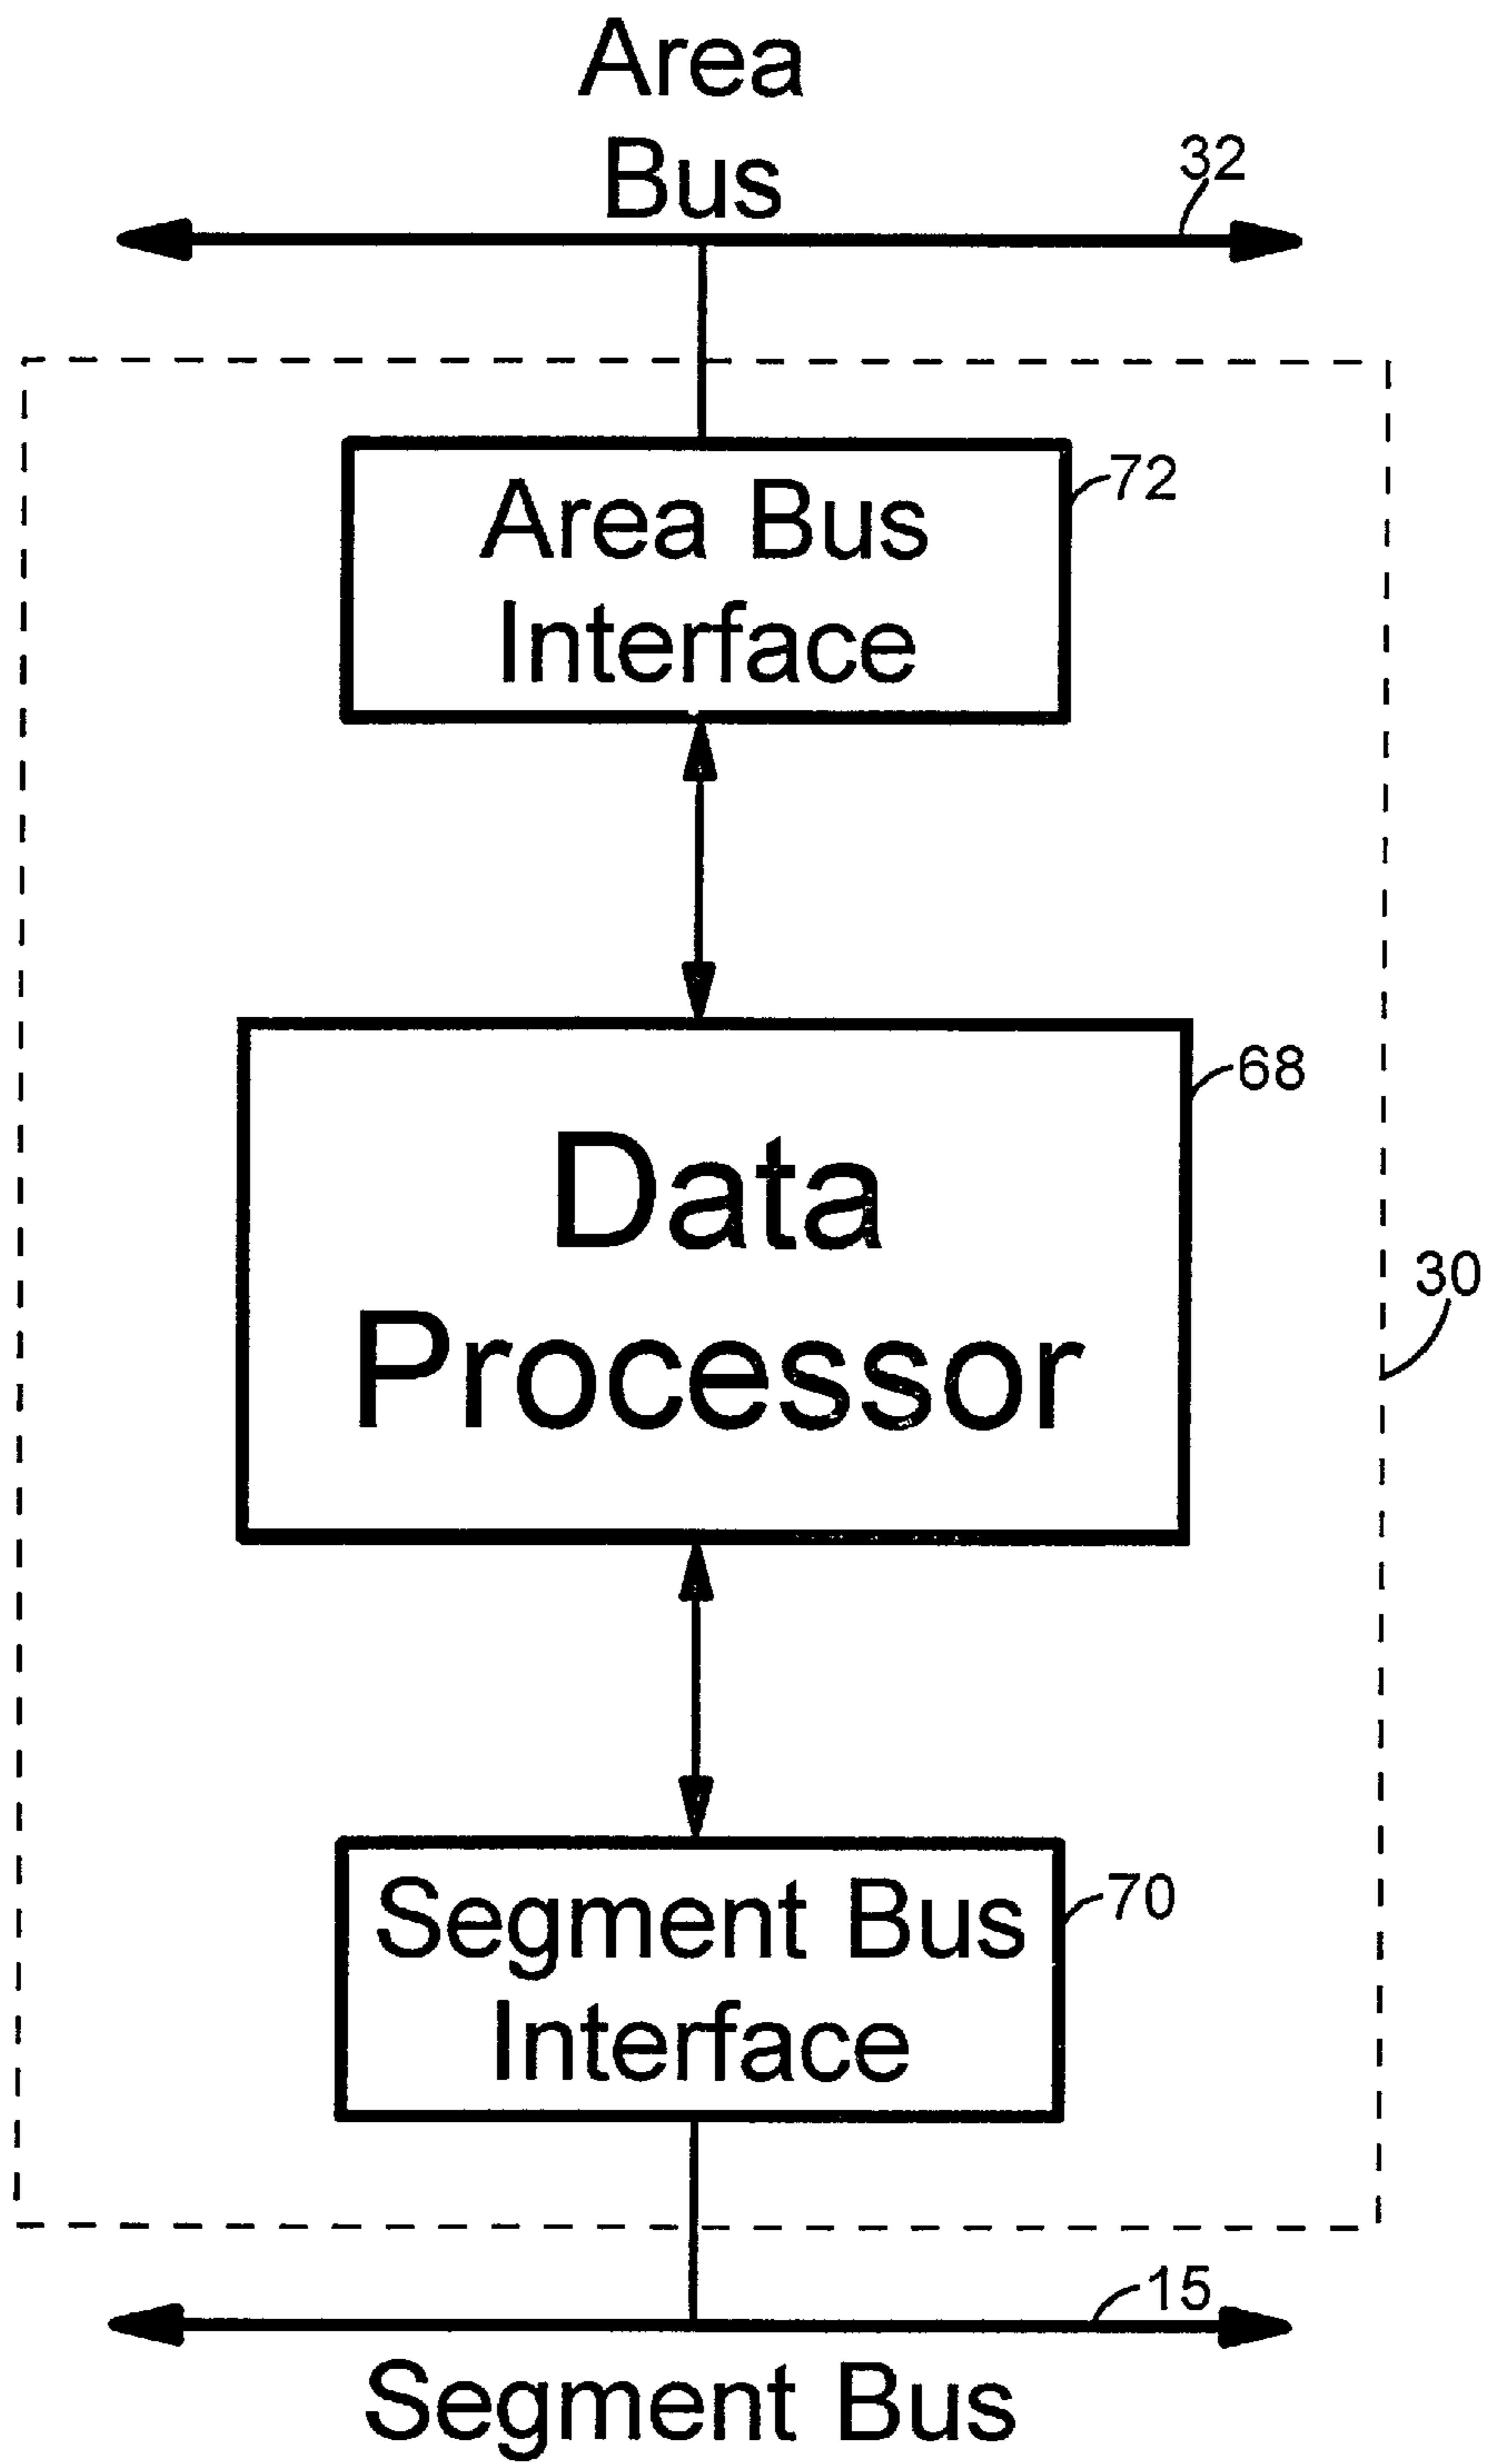 Area
Bus
32
Area Bus
Interface
72
Data
Processor
68
30
Segment Bus
Interface
70
15
Segment Bus